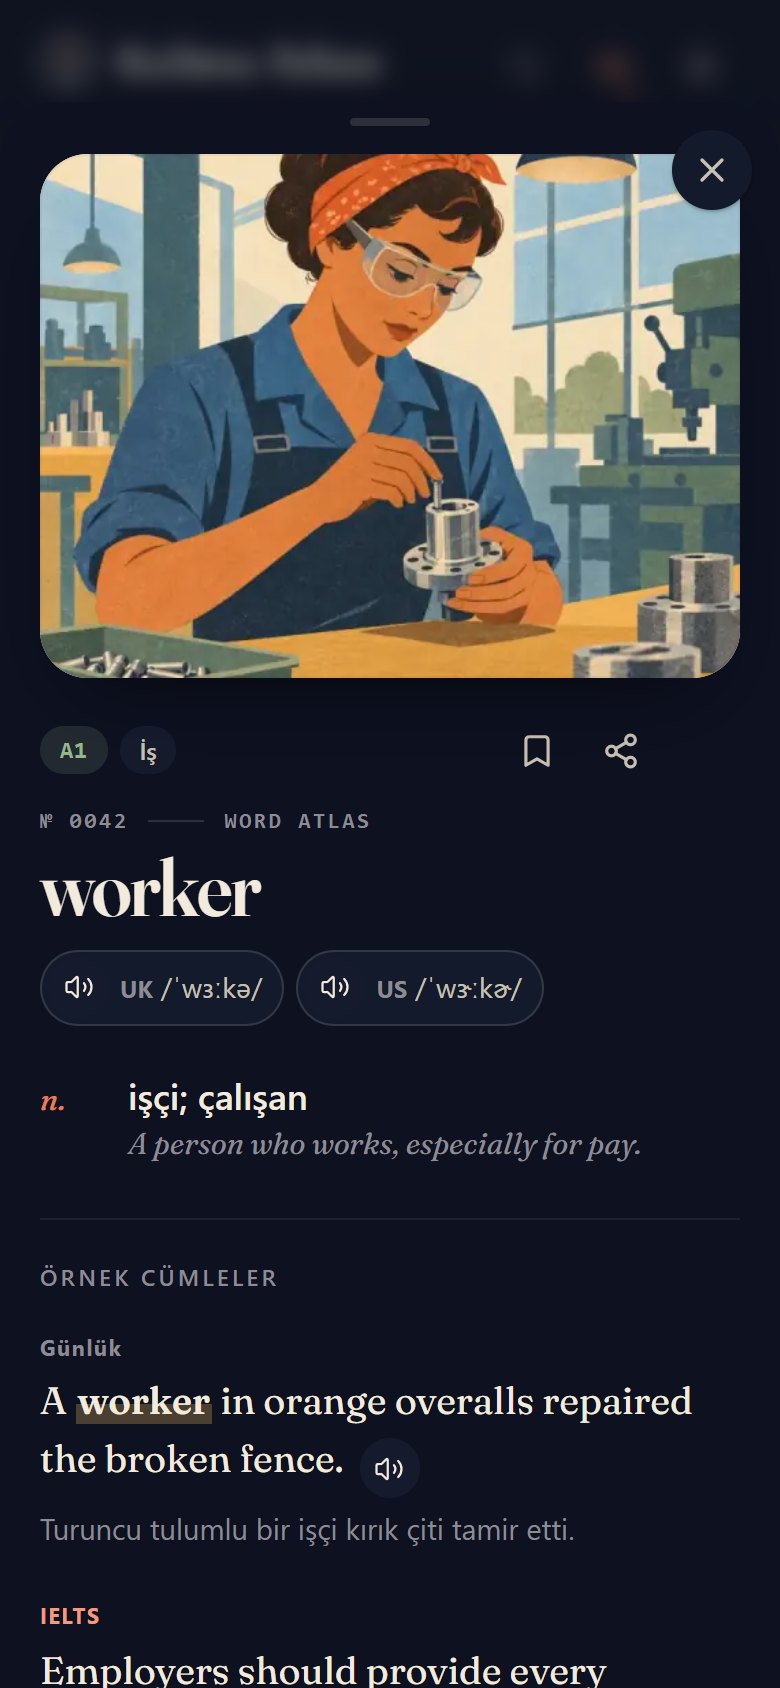 A1 İş
№ 0042 WORD ATLAS
worker
UK /ˈwɜːkə/ US /ˈwɝːkɚ/
n. işçi; çalışan
A person who works, especially for pay.
ÖRNEK CÜMLELER
Günlük
A worker in orange overalls repaired
the broken fence.
Turuncu tulumlu bir işçi kırık çiti tamir etti.
IELTS
Employers should provide every